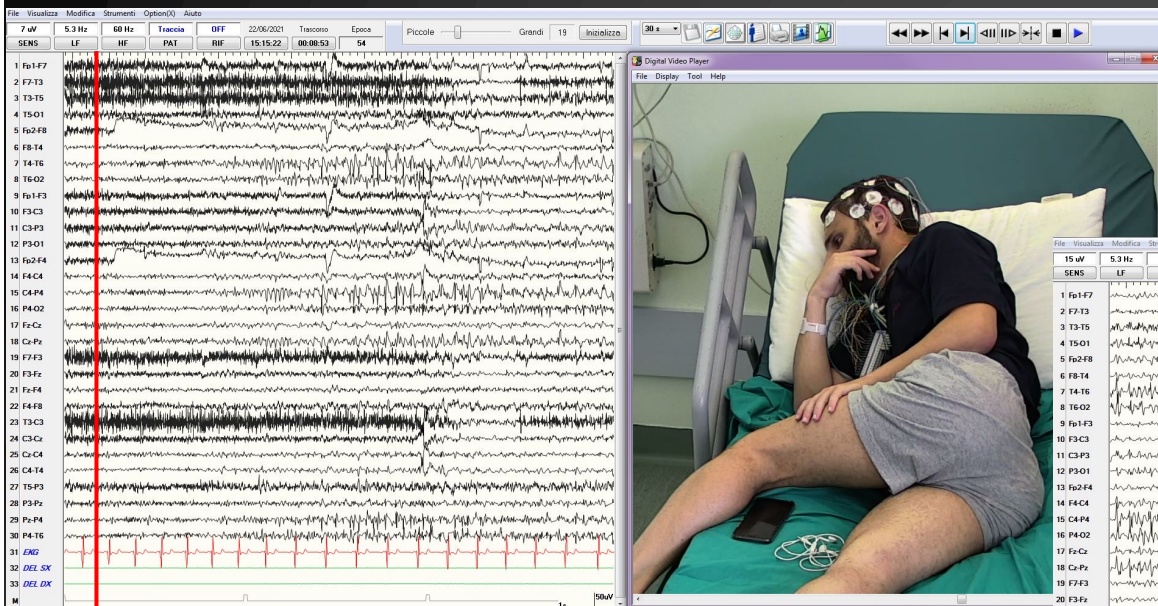 File Visualizza Modifica Strumenti Option(X) Aiuto
7 uV 5.3 Hz 60 Hz Traccia OFF 22/06/2021 Trascorso Epoca
SENS LF HF PAT RIF 15:15:22 00:08:53 54
Piccole Grandi 19 Inizializza
30 s
Digital Video Player
File Display Tool Help
1 Fp1-F7
2 F7-T3
3 T3-T5
4 T5-O1
5 Fp2-F8
6 F8-T4
7 T4-T6
8 T6-O2
9 Fp1-F3
10 F3-C3
11 C3-P3
12 P3-O1
13 Fp2-F4
14 F4-C4
15 C4-P4
16 P4-O2
17 Fz-Cz
18 Cz-Pz
19 F7-F3
20 F3-Fz
21 Fz-F4
22 F4-F8
23 T3-C3
24 C3-Cz
25 Cz-C4
26 C4-T4
27 T5-P3
28 P3-Pz
29 Pz-P4
30 P4-T6
31 EKG
32 DEL SX
33 DEL DX
M
1s
50uV
File Visualizza Modifica
15 uV 5.3 Hz
SENS LF
1 Fp1-F7
2 F7-T3
3 T3-T5
4 T5-O1
5 Fp2-F8
6 F8-T4
7 T4-T6
8 T6-O2
9 Fp1-F3
10 F3-C3
11 C3-P3
12 P3-O1
13 Fp2-F4
14 F4-C4
15 C4-P4
16 P4-O2
17 Fz-Cz
18 Cz-Pz
19 F7-F3
20 F3-Fz